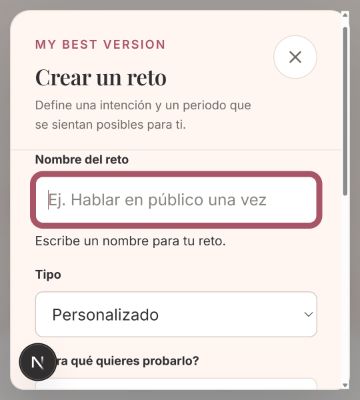 MY BEST VERSION
Crear un reto
Define una intención y un periodo que
se sientan posibles para ti.
Nombre del reto
Ej. Hablar en público una vez
Escribe un nombre para tu reto.
Tipo
Personalizado
N
ra qué quieres probarlo?